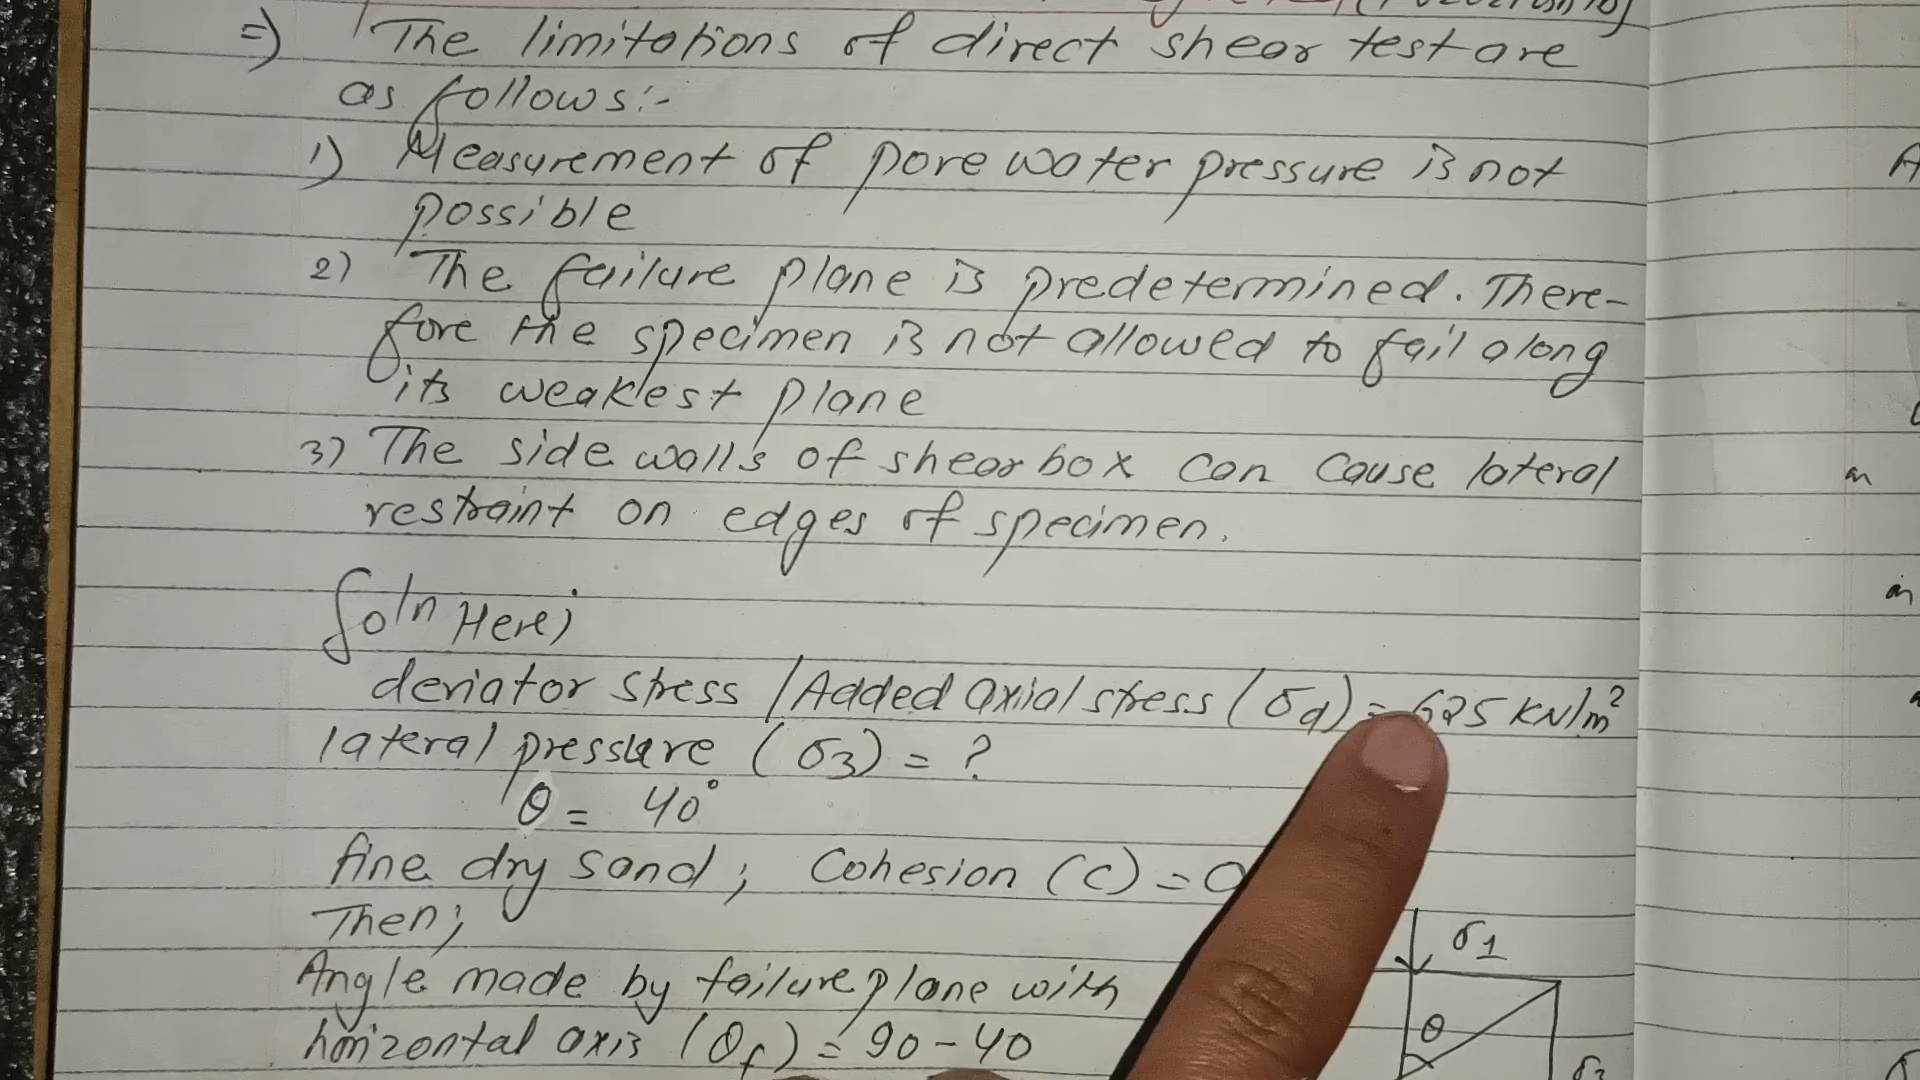 => The limitations of direct shear test are
as follows:-
1) Measurement of pore water pressure is not
possible
2) The failure plane is predetermined. There-
fore the specimen is not allowed to fail along
its weakest plane
3) The side walls of shear box can cause lateral
restraint on edges of specimen.
Soln Here;
deviator stress / Added axial stress (σd) = 625 KN/m²
lateral pressure (σ3) = ?
θ = 40°
fine dry sand; Cohesion (c) = 0
Then;
Angle made by failure plane with
horizontal axis (θf) = 90 - 40
σ1
θ